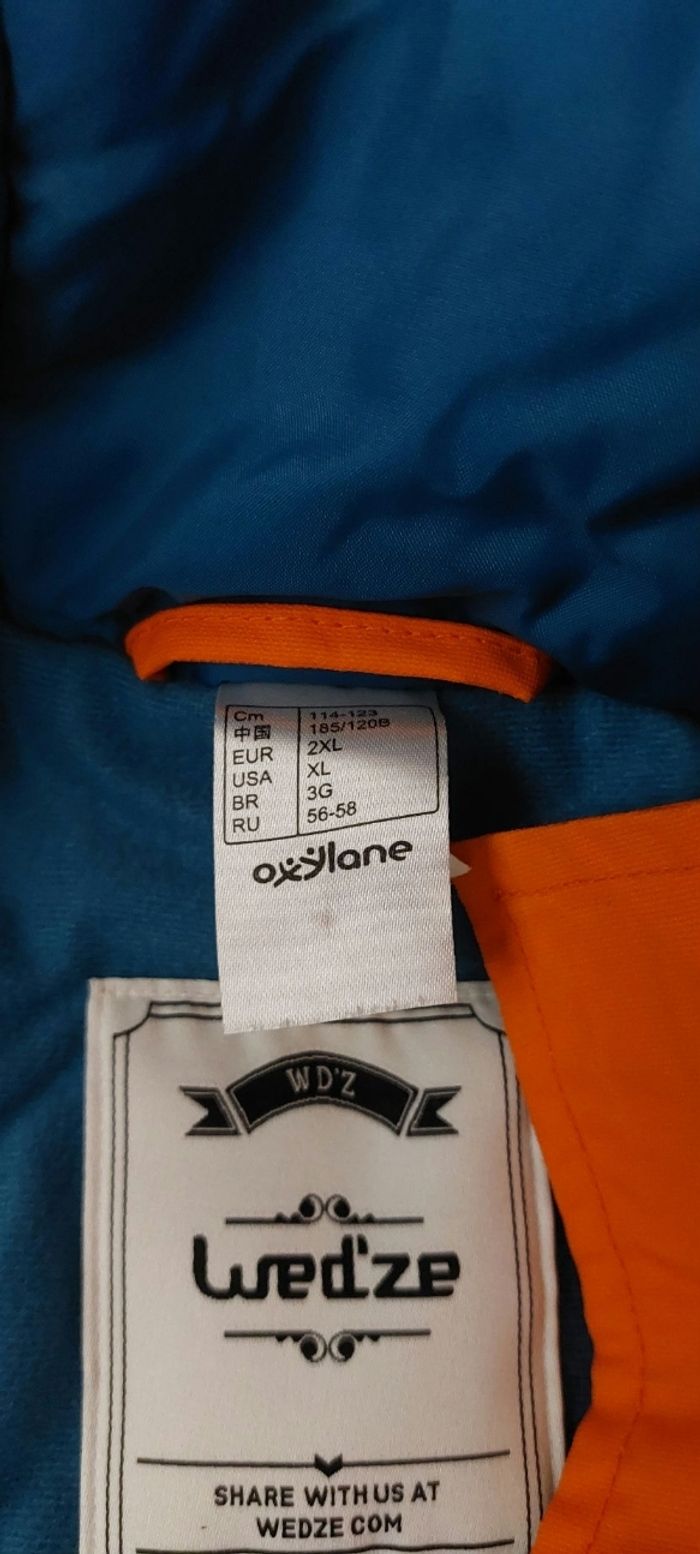 Cm 114-123
中国 185/120B
EUR 2XL
USA XL
BR 3G
RU 56-58
oxylane
WD'Z
Wed'ze
SHARE WITH US AT
WEDZE COM